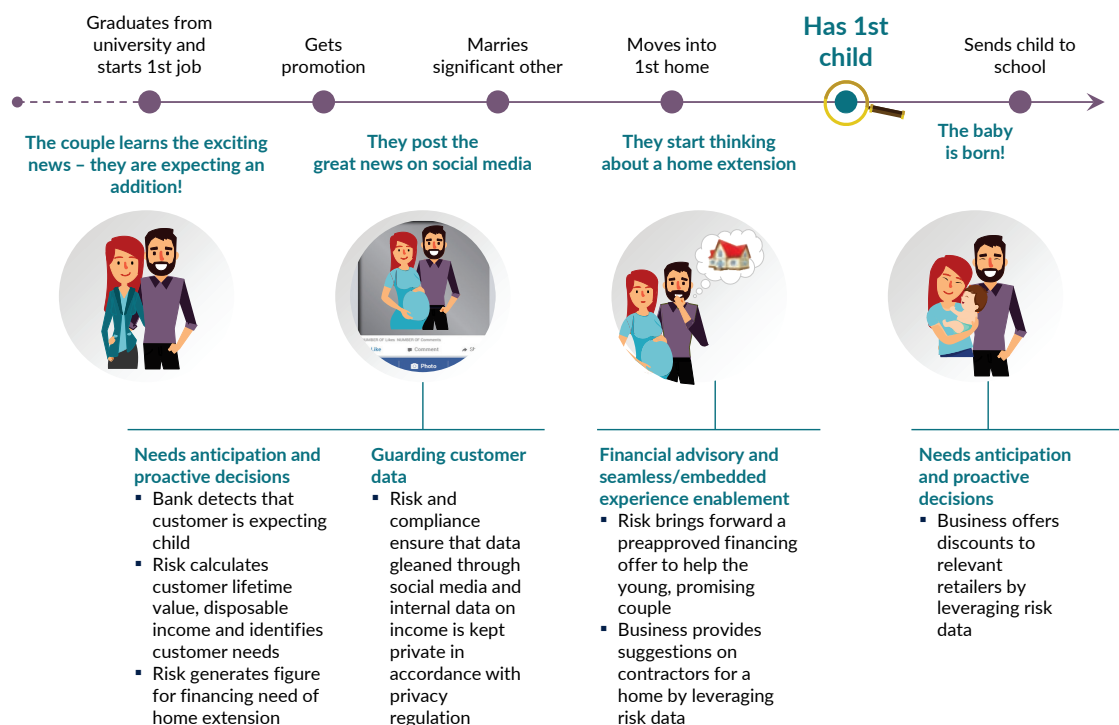 Graduates from
university and
starts 1st job
Gets
promotion
Marries
significant other
Moves into
1st home
Has 1st
child
Sends child to
school
The couple learns the exciting
news – they are expecting an
addition!
They post the
great news on social media
They start thinking
about a home extension
The baby
is born!
NUMBER OF Likes NUMBER OF Comments
Like
Comment
Photo
Needs anticipation and
proactive decisions
▪ Bank detects that
customer is expecting
child
▪ Risk calculates
customer lifetime
value, disposable
income and identifies
customer needs
▪ Risk generates figure
for financing need of
home extension
Guarding customer
data
▪ Risk and
compliance
ensure that data
gleaned through
social media and
internal data on
income is kept
private in
accordance with
privacy
regulation
Financial advisory and
seamless/embedded
experience enablement
▪ Risk brings forward a
preapproved financing
offer to help the
young, promising
couple
▪ Business provides
suggestions on
contractors for a
home by leveraging
risk data
Needs anticipation
and proactive
decisions
▪ Business offers
discounts to
relevant
retailers by
leveraging risk
data